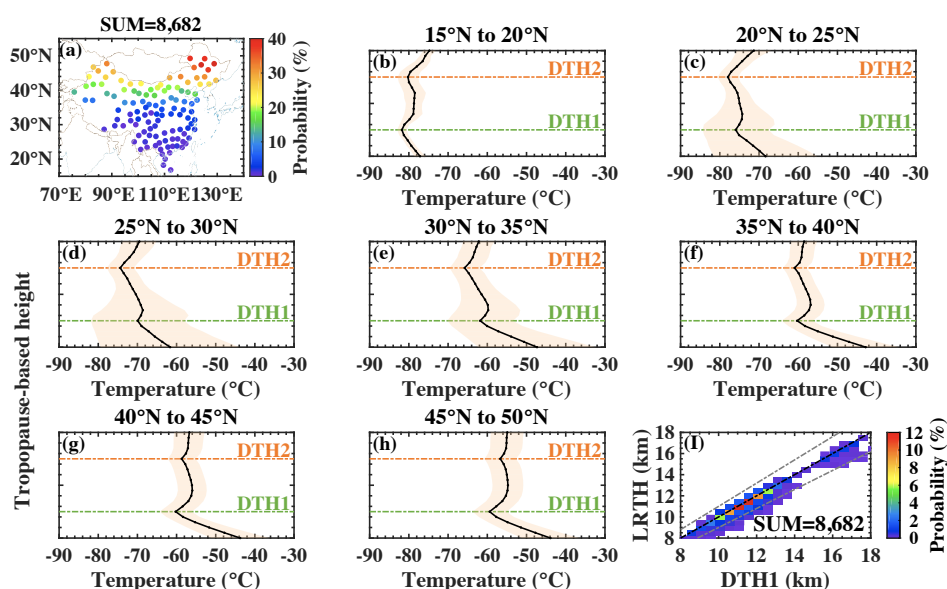 SUM=8,682
(a)
50°N
40°N
30°N
20°N
70°E 90°E 110°E 130°E
40
30
20
10
0
Probability (%)
15°N to 20°N
(b)
DTH2
DTH1
-90 -80 -70 -60 -50 -40 -30
Temperature (°C)
20°N to 25°N
(c)
DTH2
DTH1
-90 -80 -70 -60 -50 -40 -30
Temperature (°C)
Tropopause-based height
25°N to 30°N
(d)
DTH2
DTH1
-90 -80 -70 -60 -50 -40 -30
Temperature (°C)
30°N to 35°N
(e)
DTH2
DTH1
-90 -80 -70 -60 -50 -40 -30
Temperature (°C)
35°N to 40°N
(f)
DTH2
DTH1
-90 -80 -70 -60 -50 -40 -30
Temperature (°C)
40°N to 45°N
(g)
DTH2
DTH1
-90 -80 -70 -60 -50 -40 -30
Temperature (°C)
45°N to 50°N
(h)
DTH2
DTH1
-90 -80 -70 -60 -50 -40 -30
Temperature (°C)
(I)
LRTH (km)
18
16
14
12
10
8
SUM=8,682
8 10 12 14 16 18
DTH1 (km)
12
10
8
6
4
2
0
Probability (%)